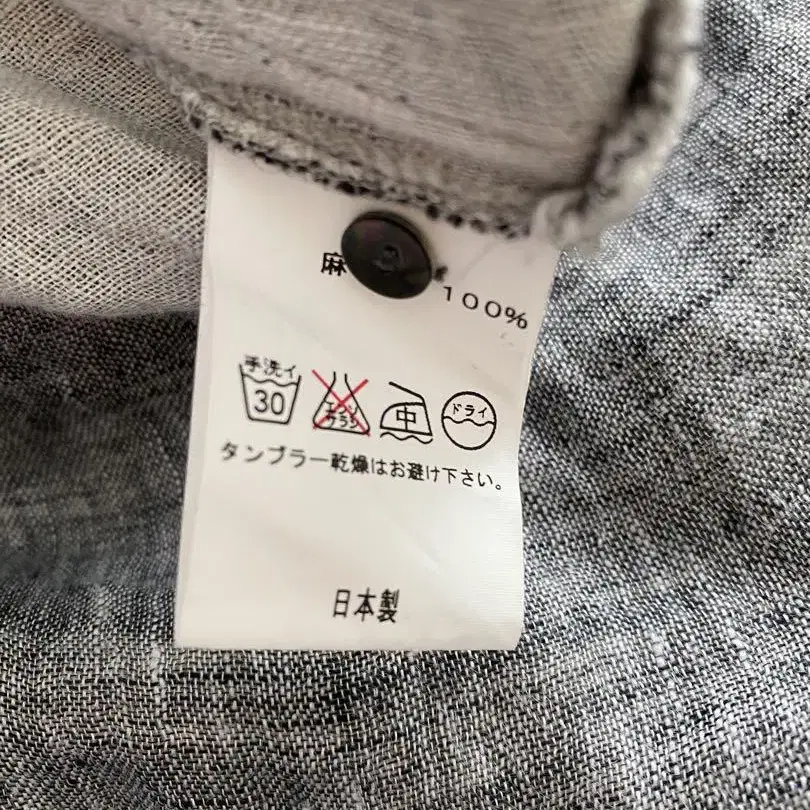 麻 100%
手洗イ
30
エンソ
サラシ
中
ドライ
タンブラー乾燥はお避け下さい。
日本製